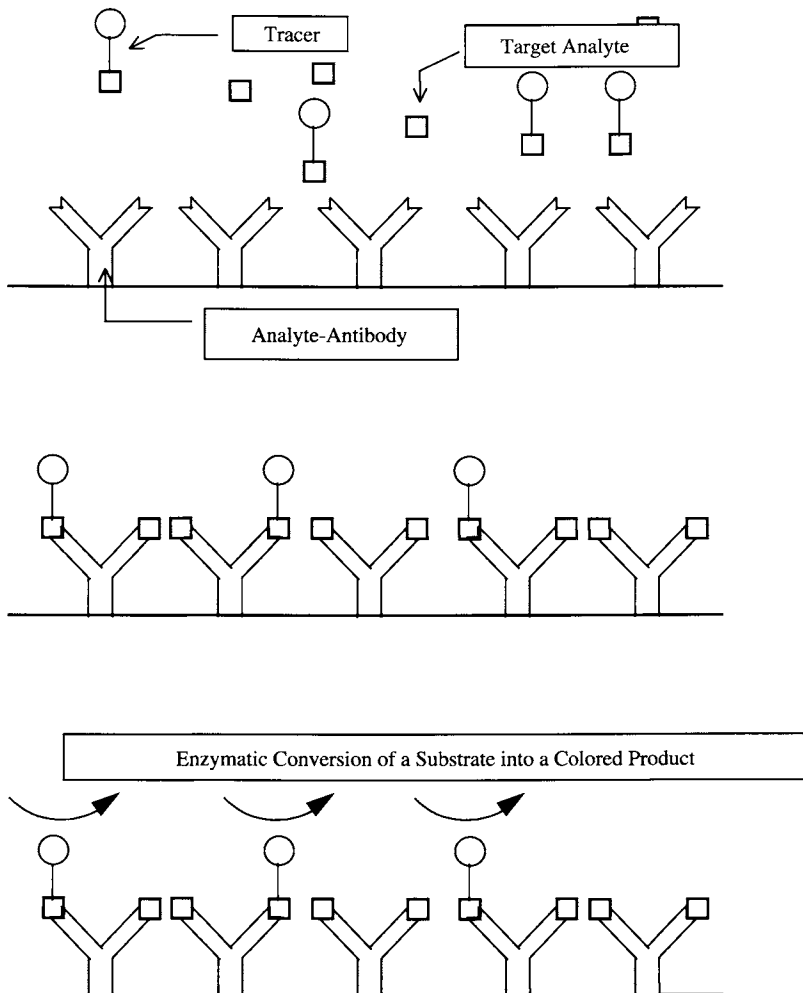 Tracer
Target Analyte
Analyte-Antibody
Enzymatic Conversion of a Substrate into a Colored Product